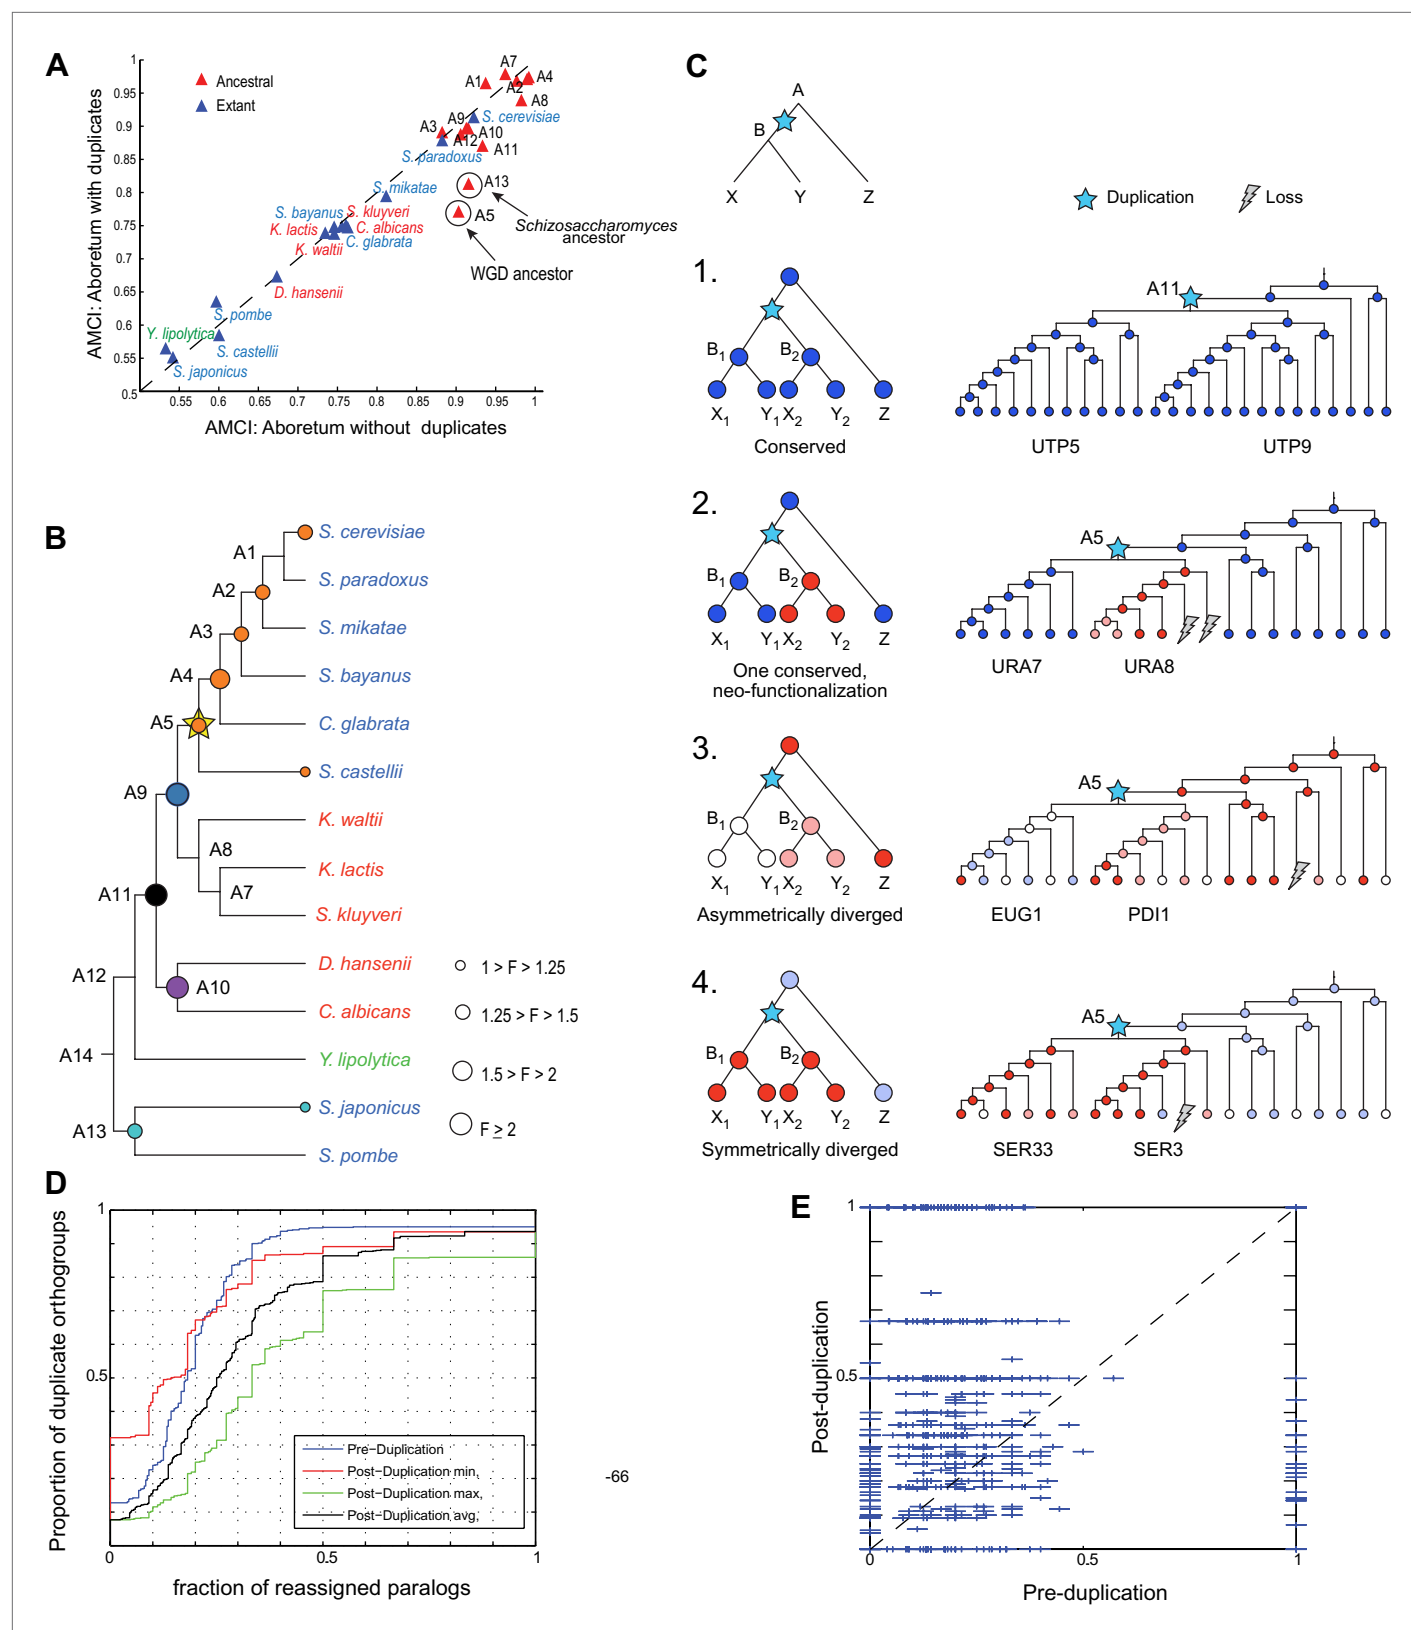 A
AMCI: Aboretum with duplicates
1
0.95
0.9
0.85
0.8
0.75
0.7
0.65
0.6
0.55
0.5
Ancestral
Extant
A7
A1
A2
A4
A8
S. cerevisiae
A9
A3
A10
A12
A11
S. paradoxus
A13
S. mikatae
A5
S. bayanus
S. kluyveri
K. lactis
C. albicans
C. glabrata
K. waltii
Schizosaccharomyces
ancestor
WGD ancestor
D. hansenii
S. pombe
Y. lipolytica
S. castellii
S. japonicus
0.55 0.6 0.65 0.7 0.75 0.8 0.85 0.9 0.95 1
AMCI: Aboretum without duplicates
B
S. cerevisiae
A1
S. paradoxus
A2
S. mikatae
A3
S. bayanus
A4
A5
C. glabrata
S. castellii
A9
K. waltii
A8
K. lactis
A7
A11
S. kluyveri
D. hansenii
A12
A10
C. albicans
A14
Y. lipolytica
S. japonicus
A13
S. pombe
1 > F > 1.25
1.25 > F > 1.5
1.5 > F > 2
F ≥ 2
C
A
B
X Y Z
Duplication
Loss
1.
B1 B2
X1 Y1 X2 Y2 Z
Conserved
A11
UTP5 UTP9
2.
B1 B2
X1 Y1 X2 Y2 Z
One conserved,
neo-functionalization
A5
URA7 URA8
3.
B1 B2
X1 Y1 X2 Y2 Z
Asymmetrically diverged
A5
EUG1 PDI1
4.
B1 B2
X1 Y1 X2 Y2 Z
Symmetrically diverged
A5
SER33 SER3
D
Proportion of duplicate orthogroups
1
0.5
Pre-Duplication
Post-Duplication min,
Post-Duplication max,
Post-Duplication avg,
0 0.5 1
fraction of reassigned paralogs
-66
E
Post-duplication
1
0.5
0 0.5 1
Pre-duplication